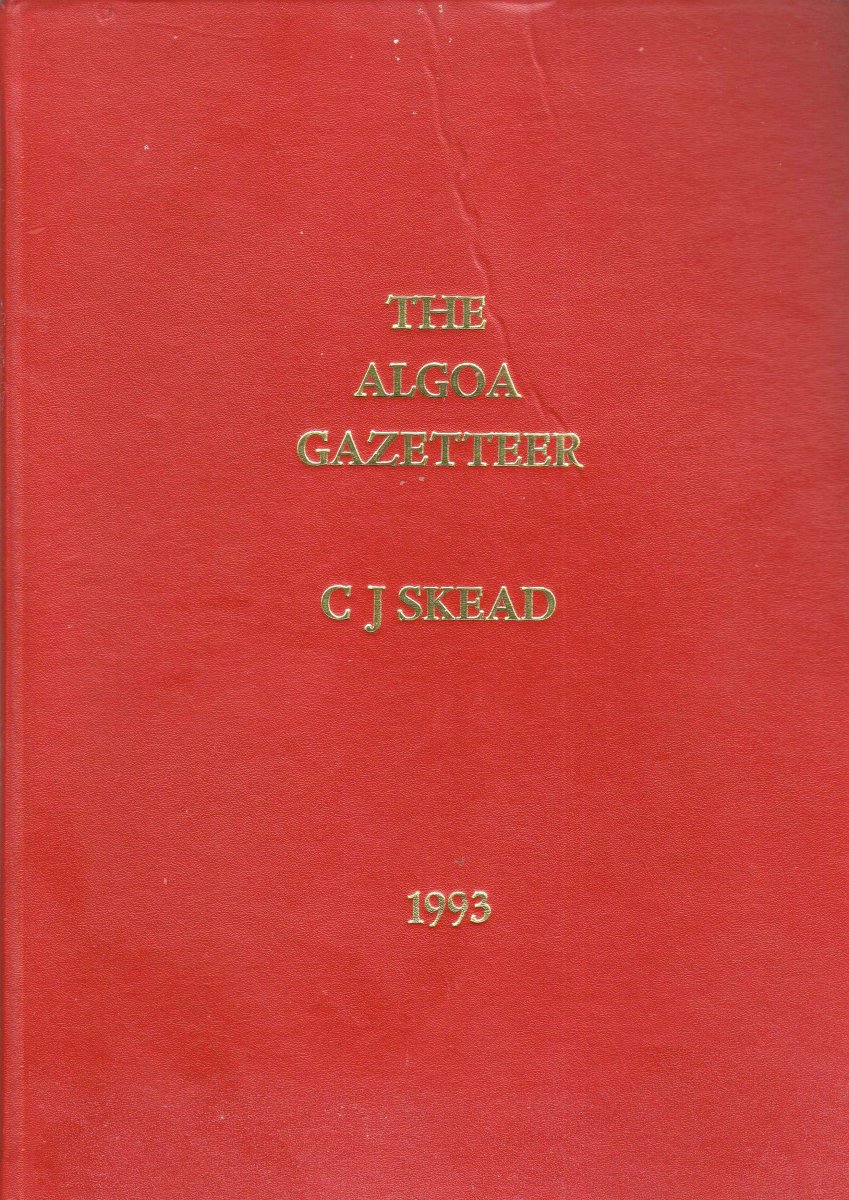 THE
ALGOA
GAZETTEER
C J SKEAD
1993